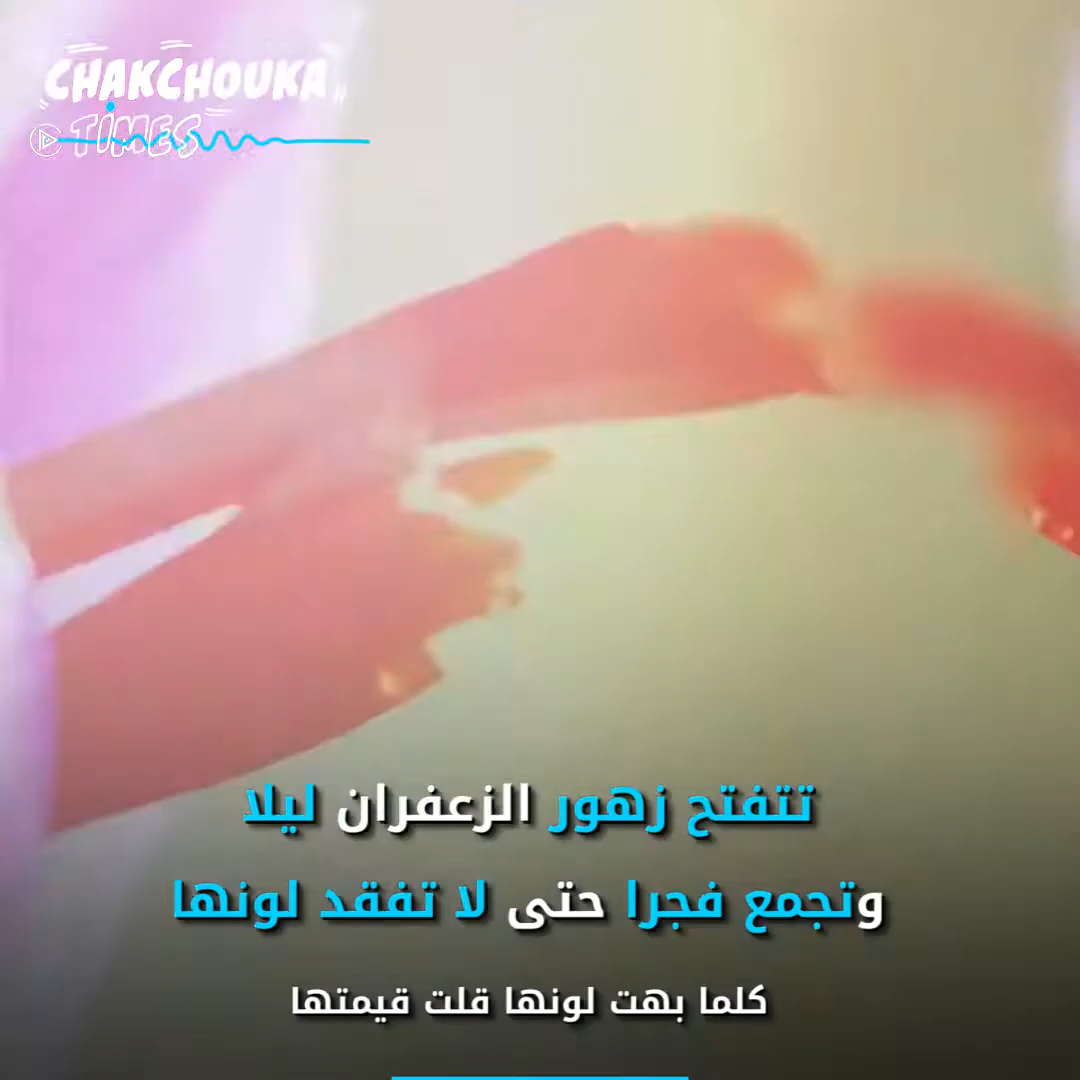 CHAKCHOUKA
TIMES
تتفتح زهور الزعفران ليلا
وتجمع فجرا حتى لا تفقد لونها
كلما بهت لونها قلت قيمتها